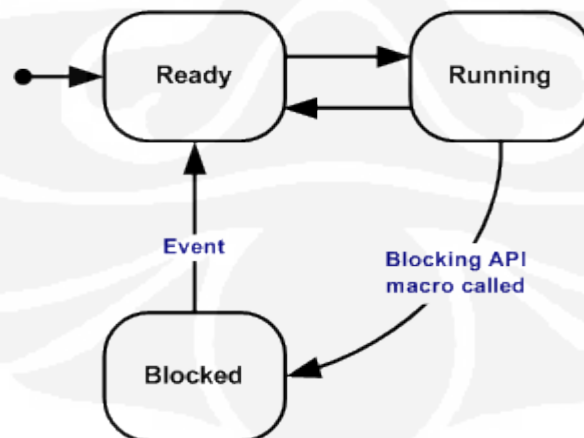 Ready
Running
Event
Blocking API
macro called
Blocked